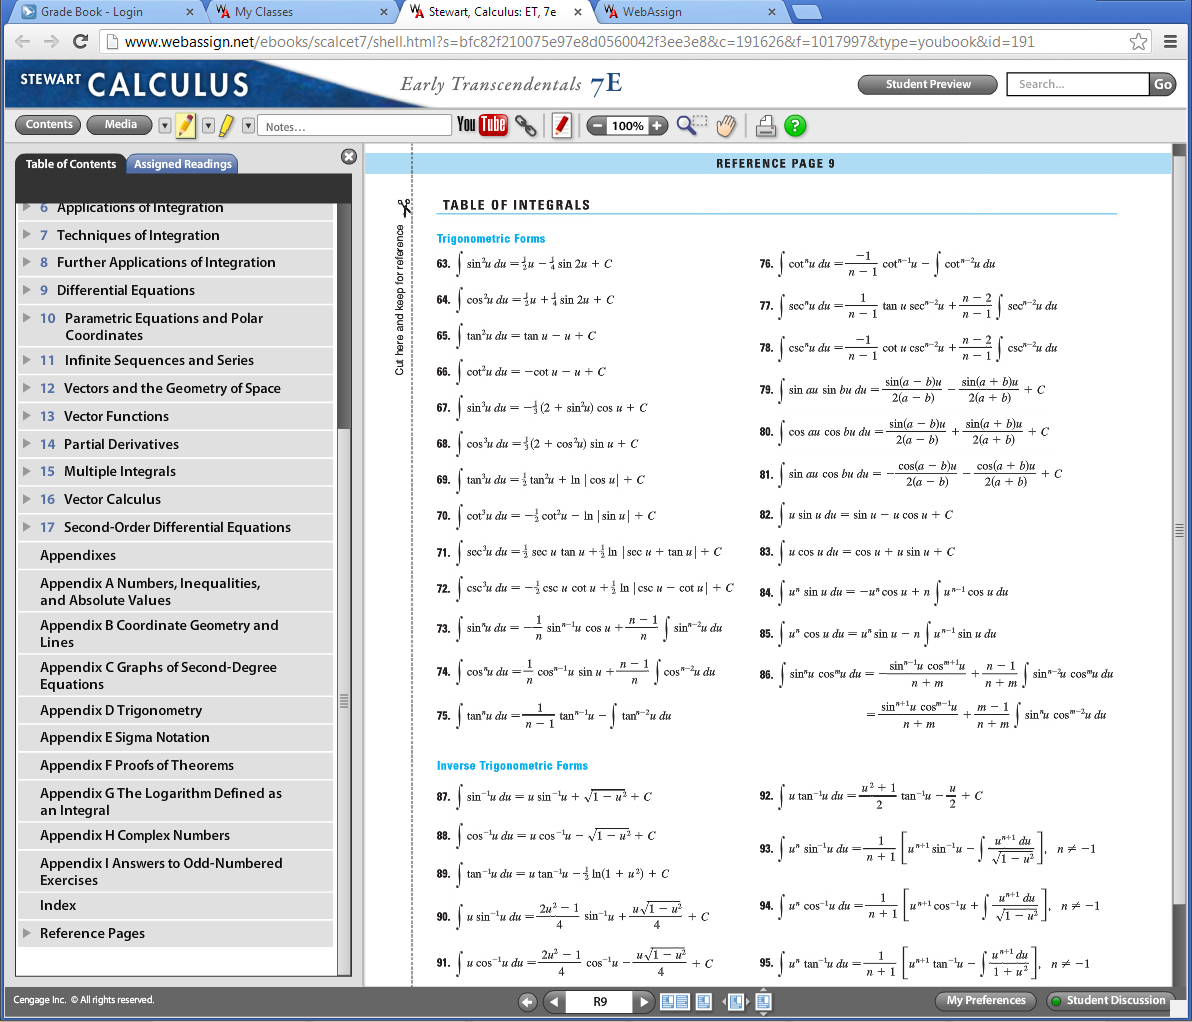 Grade Book - Login
My Classes
Stewart, Calculus: ET, 7e
WebAssign
www.webassign.net/ebooks/scalcet7/shell.html?s=bfc82f210075e97e8d0560042f3ee3e8&c=191626&f=1017997&type=youbook&id=191
STEWART CALCULUS
Early Transcendentals 7E
Student Preview
Search...
Go
Contents
Media
Notes...
You Tube
100%
Table of Contents
Assigned Readings
6 Applications of Integration
7 Techniques of Integration
8 Further Applications of Integration
9 Differential Equations
10 Parametric Equations and Polar
Coordinates
11 Infinite Sequences and Series
12 Vectors and the Geometry of Space
13 Vector Functions
14 Partial Derivatives
15 Multiple Integrals
16 Vector Calculus
17 Second-Order Differential Equations
Appendixes
Appendix A Numbers, Inequalities,
and Absolute Values
Appendix B Coordinate Geometry and
Lines
Appendix C Graphs of Second-Degree
Equations
Appendix D Trigonometry
Appendix E Sigma Notation
Appendix F Proofs of Theorems
Appendix G The Logarithm Defined as
an Integral
Appendix H Complex Numbers
Appendix I Answers to Odd-Numbered
Exercises
Index
Reference Pages
REFERENCE PAGE 9
Cut here and keep for reference
TABLE OF INTEGRALS
Trigonometric Forms
63. ∫ sin²u du = ½u − ¼ sin 2u + C
64. ∫ cos²u du = ½u + ¼ sin 2u + C
65. ∫ tan²u du = tan u − u + C
66. ∫ cot²u du = −cot u − u + C
67. ∫ sin³u du = −⅓(2 + sin²u) cos u + C
68. ∫ cos³u du = ⅓(2 + cos²u) sin u + C
69. ∫ tan³u du = ½ tan²u + ln |cos u| + C
70. ∫ cot³u du = −½ cot²u − ln |sin u| + C
71. ∫ sec³u du = ½ sec u tan u + ½ ln |sec u + tan u| + C
72. ∫ csc³u du = −½ csc u cot u + ½ ln |csc u − cot u| + C
73. ∫ sinⁿu du = −1/n sinⁿ⁻¹u cos u + (n − 1)/n ∫ sinⁿ⁻²u du
74. ∫ cosⁿu du = 1/n cosⁿ⁻¹u sin u + (n − 1)/n ∫ cosⁿ⁻²u du
75. ∫ tanⁿu du = 1/(n − 1) tanⁿ⁻¹u − ∫ tanⁿ⁻²u du
76. ∫ cotⁿu du = −1/(n − 1) cotⁿ⁻¹u − ∫ cotⁿ⁻²u du
77. ∫ secⁿu du = 1/(n − 1) tan u secⁿ⁻²u + (n − 2)/(n − 1) ∫ secⁿ⁻²u du
78. ∫ cscⁿu du = −1/(n − 1) cot u cscⁿ⁻²u + (n − 2)/(n − 1) ∫ cscⁿ⁻²u du
79. ∫ sin au sin bu du = sin(a − b)u/2(a − b) − sin(a + b)u/2(a + b) + C
80. ∫ cos au cos bu du = sin(a − b)u/2(a − b) + sin(a + b)u/2(a + b) + C
81. ∫ sin au cos bu du = −cos(a − b)u/2(a − b) − cos(a + b)u/2(a + b) + C
82. ∫ u sin u du = sin u − u cos u + C
83. ∫ u cos u du = cos u + u sin u + C
84. ∫ uⁿ sin u du = −uⁿ cos u + n ∫ uⁿ⁻¹ cos u du
85. ∫ uⁿ cos u du = uⁿ sin u − n ∫ uⁿ⁻¹ sin u du
86. ∫ sinⁿu cosᵐu du = −sinⁿ⁻¹u cosᵐ⁺¹u/(n + m) + (n − 1)/(n + m) ∫ sinⁿ⁻²u cosᵐu du
= sinⁿ⁺¹u cosᵐ⁻¹u/(n + m) + (m − 1)/(n + m) ∫ sinⁿu cosᵐ⁻²u du
Inverse Trigonometric Forms
87. ∫ sin⁻¹u du = u sin⁻¹u + √(1 − u²) + C
88. ∫ cos⁻¹u du = u cos⁻¹u − √(1 − u²) + C
89. ∫ tan⁻¹u du = u tan⁻¹u − ½ ln(1 + u²) + C
90. ∫ u sin⁻¹u du = (2u² − 1)/4 sin⁻¹u + u√(1 − u²)/4 + C
91. ∫ u cos⁻¹u du = (2u² − 1)/4 cos⁻¹u − u√(1 − u²)/4 + C
92. ∫ u tan⁻¹u du = (u² + 1)/2 tan⁻¹u − u/2 + C
93. ∫ uⁿ sin⁻¹u du = 1/(n + 1) [uⁿ⁺¹ sin⁻¹u − ∫ uⁿ⁺¹ du/√(1 − u²)], n ≠ −1
94. ∫ uⁿ cos⁻¹u du = 1/(n + 1) [uⁿ⁺¹ cos⁻¹u + ∫ uⁿ⁺¹ du/√(1 − u²)], n ≠ −1
95. ∫ uⁿ tan⁻¹u du = 1/(n + 1) [uⁿ⁺¹ tan⁻¹u − ∫ uⁿ⁺¹ du/(1 + u²)], n ≠ −1
Cengage Inc. © All rights reserved.
R9
My Preferences
Student Discussion